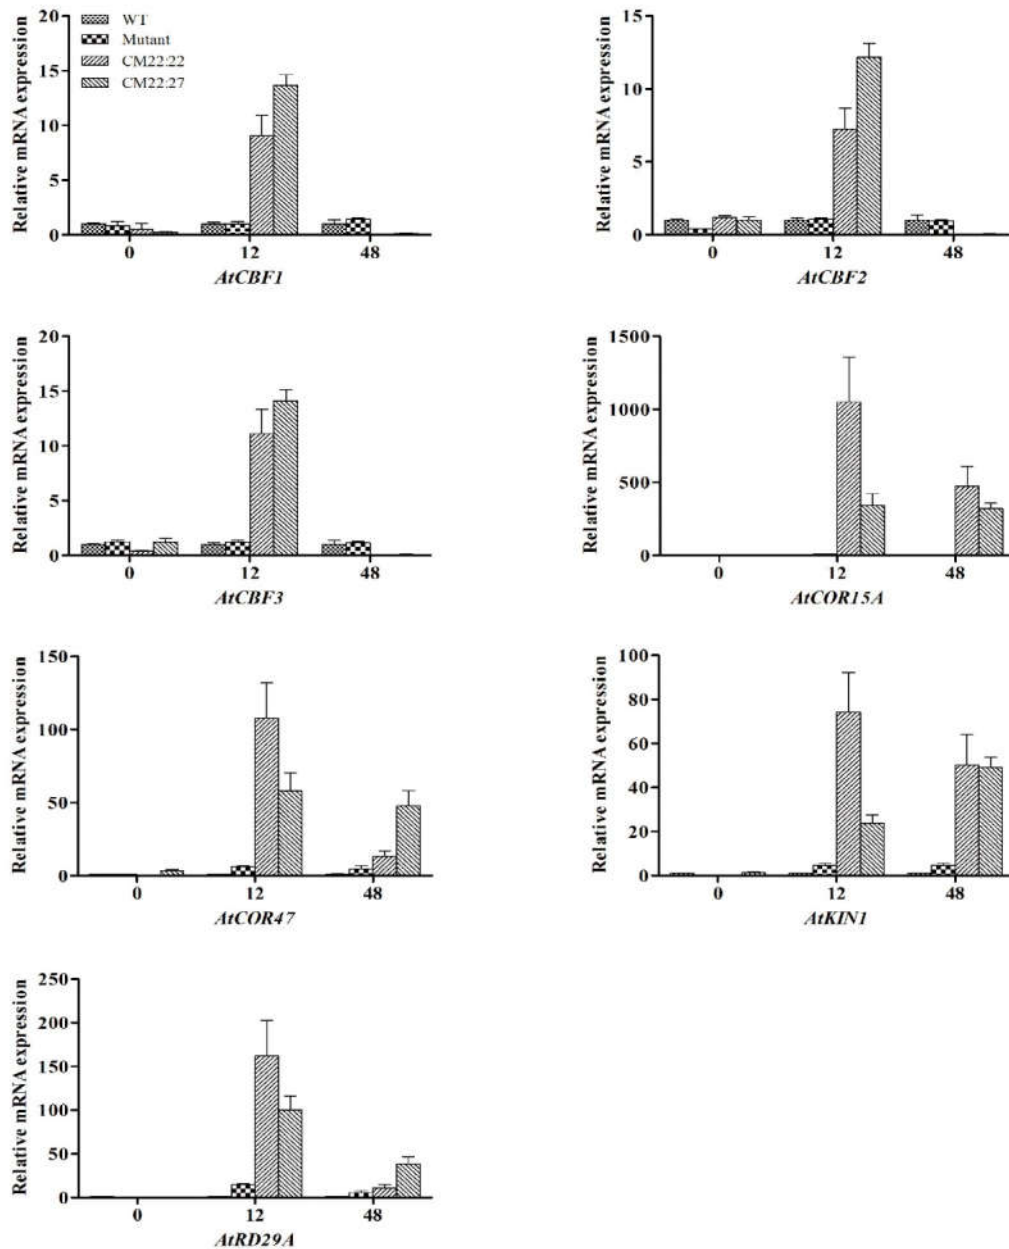 Relative mRNA expression
20
15
10
5
0
WT
Mutant
CM22:22
CM22:27
0 12 48
AtCBF1
Relative mRNA expression
15
10
5
0
0 12 48
AtCBF2
Relative mRNA expression
20
15
10
5
0
0 12 48
AtCBF3
Relative mRNA expression
1500
1000
500
0
0 12 48
AtCOR15A
Relative mRNA expression
150
100
50
0
0 12 48
AtCOR47
Relative mRNA expression
100
80
60
40
20
0
0 12 48
AtKIN1
Relative mRNA expression
250
200
150
100
50
0
0 12 48
AtRD29A